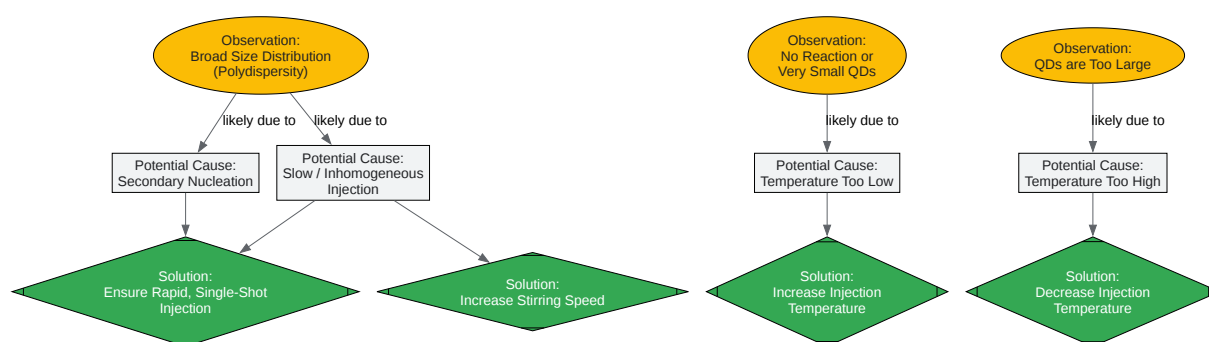 Observation:
Broad Size Distribution
(Polydispersity)
Observation:
No Reaction or
Very Small QDs
Observation:
QDs are Too Large
likely due to
likely due to
likely due to
likely due to
Potential Cause:
Secondary Nucleation
Potential Cause:
Slow / Inhomogeneous
Injection
Potential Cause:
Temperature Too Low
Potential Cause:
Temperature Too High
Solution:
Ensure Rapid, Single-Shot
Injection
Solution:
Increase Stirring Speed
Solution:
Increase Injection
Temperature
Solution:
Decrease Injection
Temperature